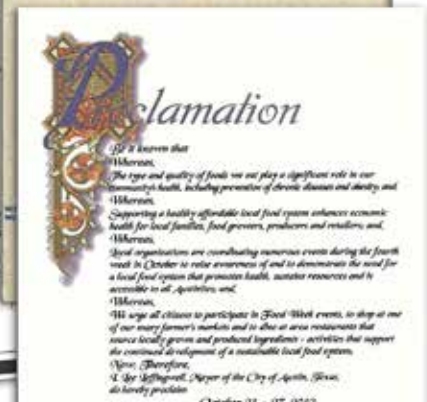 Proclamation
Be it known that
Whereas,
The type and quality of foods we eat play a significant role in our
community's health, including prevention of chronic diseases and obesity, and
Whereas,
Supporting a healthy affordable local food system enhances economic
health for local families, food growers, producers and retailers; and,
Whereas,
Local organizations are coordinating numerous events during the fourth
week in October to raise awareness of and to demonstrate the need for
a local food system that promotes health, sustains resources and is
accessible to all Austinites; and,
Whereas,
We urge all citizens to participate in Food Week events, to shop at one
of our many farmer's markets and to dine at area restaurants that
source locally grown and produced ingredients - activities that support
the continued development of a sustainable local food system;
Now, Therefore,
I, Lee Leffingwell, Mayor of the City of Austin, Texas,
do hereby proclaim
October 21 - 27, 2012